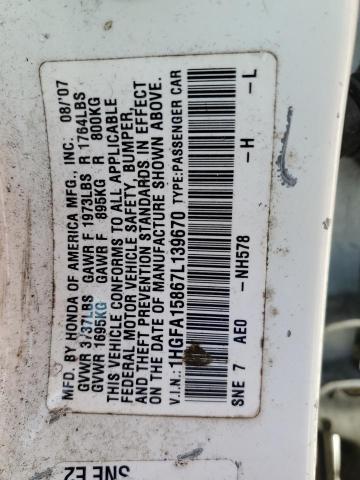 MFD. BY HONDA OF AMERICA MFG., INC. 08/'07
GVWR 3737LBS GAWR F 1973LBS R 1764LBS
GVWR 1695KG GAWR F 895KG R 800KG
THIS VEHICLE CONFORMS TO ALL APPLICABLE
FEDERAL MOTOR VEHICLE SAFETY, BUMPER,
AND THEFT PREVENTION STANDARDS IN EFFECT
ON THE DATE OF MANUFACTURE SHOWN ABOVE.
V.I.N.: 1HGFA15867L139670 TYPE:PASSENGER CAR
SNE 7 AE0 -NH578 -H -L
SNE E2